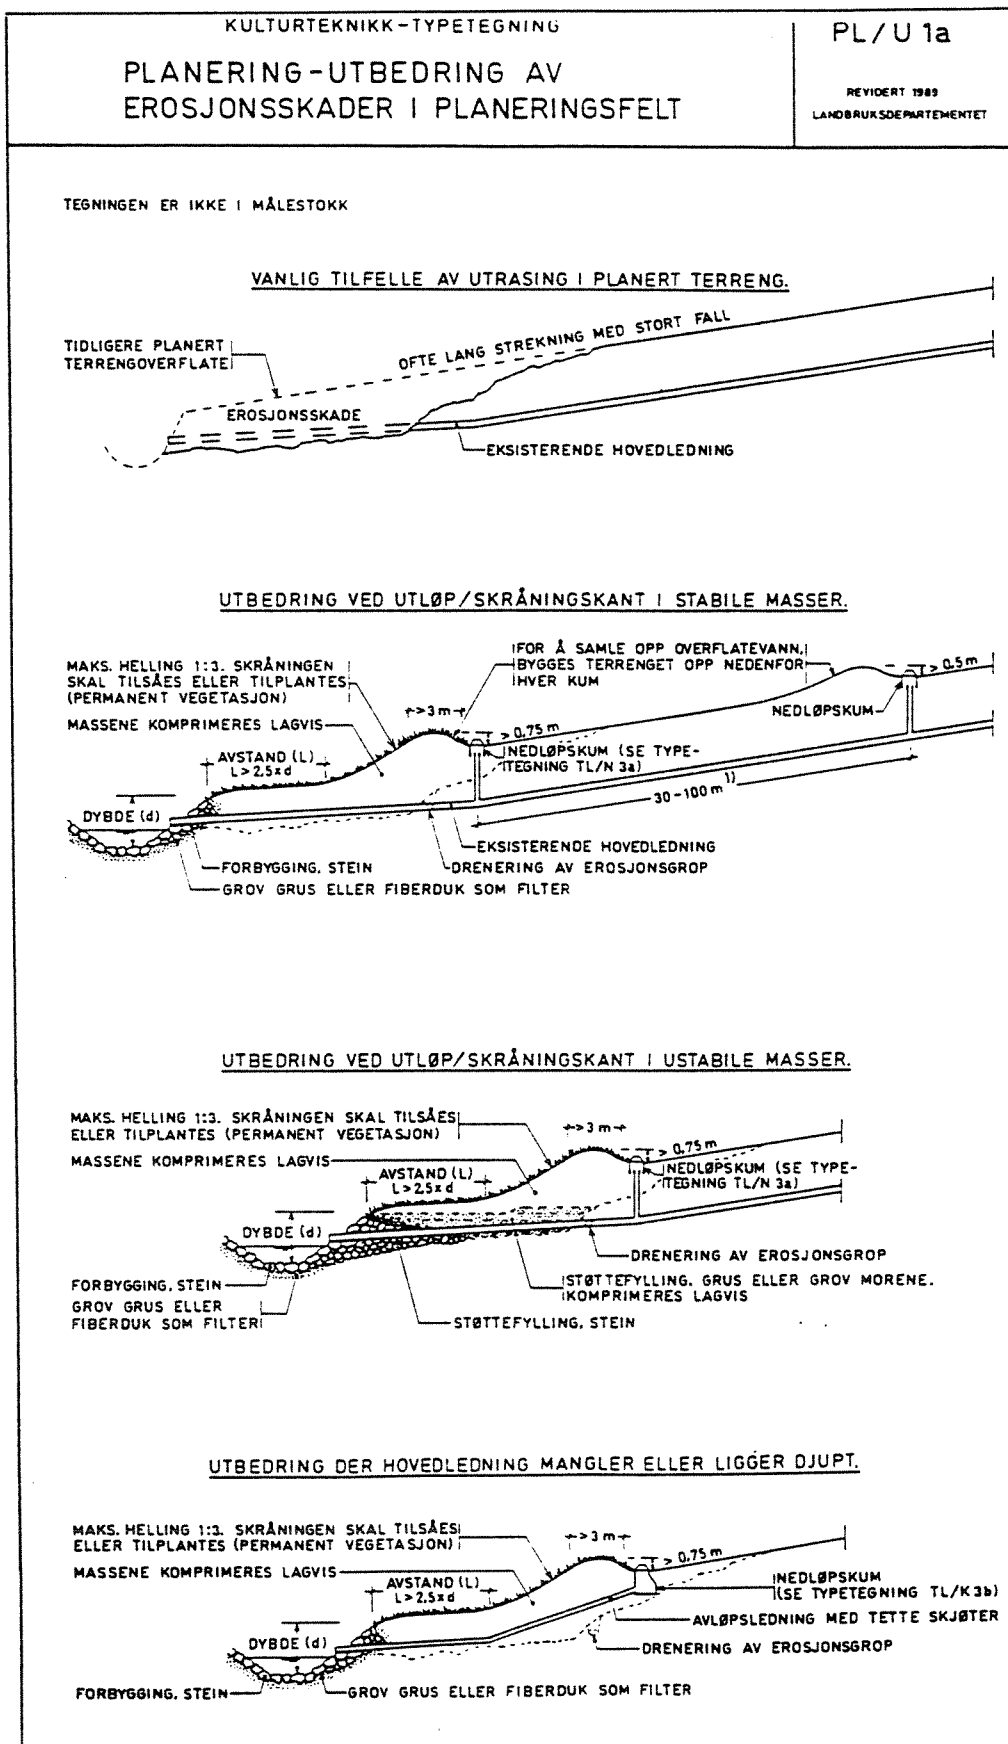 KULTURTEKNIKK-TYPETEGNING
PLANERING-UTBEDRING AV
EROSJONSSKADER I PLANERINGSFELT
PL/U 1a
REVIDERT 1989
LANDBRUKSDEPARTEMENTET
TEGNINGEN ER IKKE I MÅLESTOKK
VANLIG TILFELLE AV UTRASING I PLANERT TERRENG.
TIDLIGERE PLANERT
TERRENGOVERFLATE
OFTE LANG STREKNING MED STORT FALL
EROSJONSSKADE
EKSISTERENDE HOVEDLEDNING
UTBEDRING VED UTLØP/SKRÅNINGSKANT I STABILE MASSER.
MAKS. HELLING 1:3. SKRÅNINGEN
SKAL TILSÅES ELLER TILPLANTES
(PERMANENT VEGETASJON)
MASSENE KOMPRIMERES LAGVIS
FOR Å SAMLE OPP OVERFLATEVANN,
BYGGES TERRENGET OPP NEDENFOR
HVER KUM
> 0.5 m
NEDLØPSKUM
>3 m
> 0,75 m
NEDLØPSKUM (SE TYPE-
TEGNING TL/N 3a)
AVSTAND (L)
L > 2,5 x d
DYBDE (d)
30-100 m 1)
EKSISTERENDE HOVEDLEDNING
FORBYGGING, STEIN
DRENERING AV EROSJONSGROP
GROV GRUS ELLER FIBERDUK SOM FILTER
UTBEDRING VED UTLØP/SKRÅNINGSKANT I USTABILE MASSER.
MAKS. HELLING 1:3. SKRÅNINGEN SKAL TILSÅES
ELLER TILPLANTES (PERMANENT VEGETASJON)
MASSENE KOMPRIMERES LAGVIS
>3 m
> 0,75 m
NEDLØPSKUM (SE TYPE-
TEGNING TL/N 3a)
AVSTAND (L)
L > 2,5 x d
DYBDE (d)
DRENERING AV EROSJONSGROP
FORBYGGING, STEIN
STØTTEFYLLING, GRUS ELLER GROV MORENE.
KOMPRIMERES LAGVIS
GROV GRUS ELLER
FIBERDUK SOM FILTER
STØTTEFYLLING, STEIN
UTBEDRING DER HOVEDLEDNING MANGLER ELLER LIGGER DJUPT.
MAKS. HELLING 1:3. SKRÅNINGEN SKAL TILSÅES
ELLER TILPLANTES (PERMANENT VEGETASJON)
MASSENE KOMPRIMERES LAGVIS
>3 m
> 0,75 m
AVSTAND (L)
L > 2,5 x d
NEDLØPSKUM
(SE TYPETEGNING TL/K 3b)
AVLØPSLEDNING MED TETTE SKJØTER
DYBDE (d)
DRENERING AV EROSJONSGROP
FORBYGGING, STEIN
GROV GRUS ELLER FIBERDUK SOM FILTER